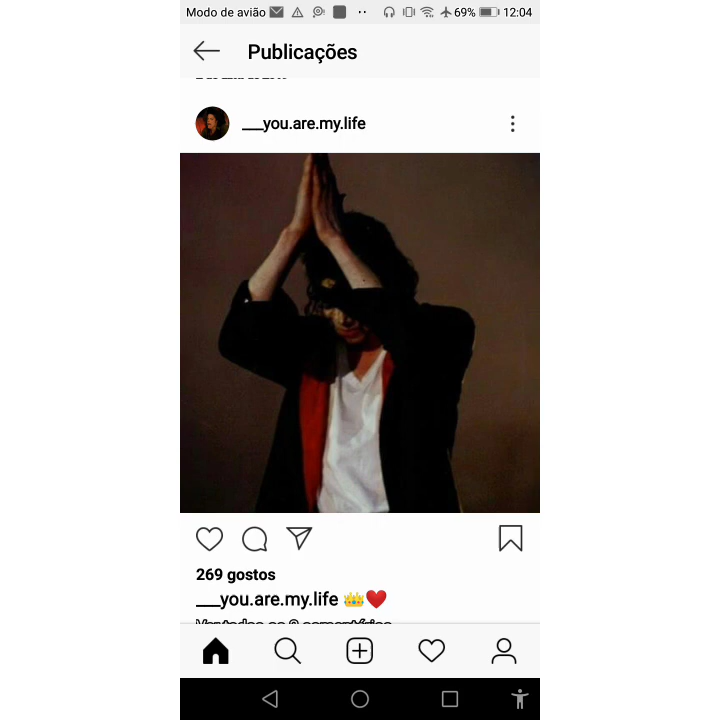 Modo de avião
69% 12:04
Publicações
___you.are.my.life
269 gostos
___you.are.my.life